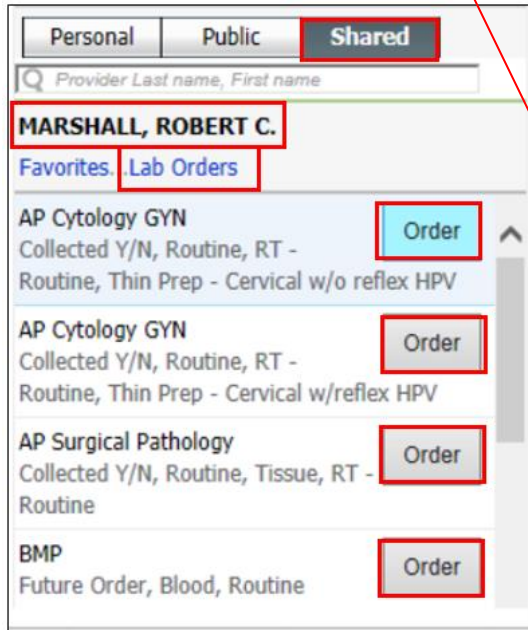 Personal Public Shared
Provider Last name, First name
MARSHALL, ROBERT C.
Favorites. .Lab Orders
AP Cytology GYN
Order
Collected Y/N, Routine, RT -
Routine, Thin Prep - Cervical w/o reflex HPV
AP Cytology GYN
Order
Collected Y/N, Routine, RT -
Routine, Thin Prep - Cervical w/reflex HPV
AP Surgical Pathology
Order
Collected Y/N, Routine, Tissue, RT -
Routine
BMP
Order
Future Order, Blood, Routine